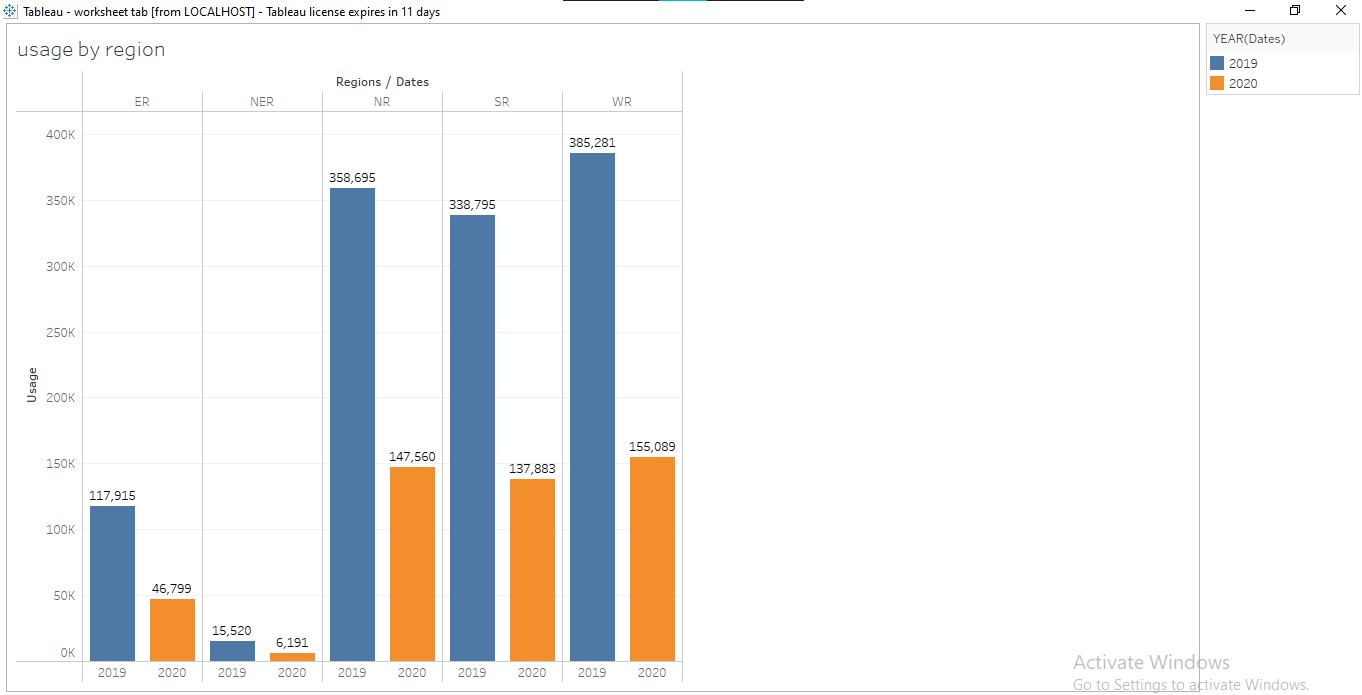 Tableau - worksheet tab [from LOCALHOST] - Tableau license expires in 11 days
usage by region
YEAR(Dates)
2019
2020
Regions / Dates
ER NER NR SR WR
Usage
400K
350K
300K
250K
200K
150K
100K
50K
0K
117,915
46,799
15,520
6,191
358,695
147,560
338,795
137,883
385,281
155,089
2019 2020 2019 2020 2019 2020 2019 2020 2019 2020
Activate Windows
Go to Settings to activate Windows.